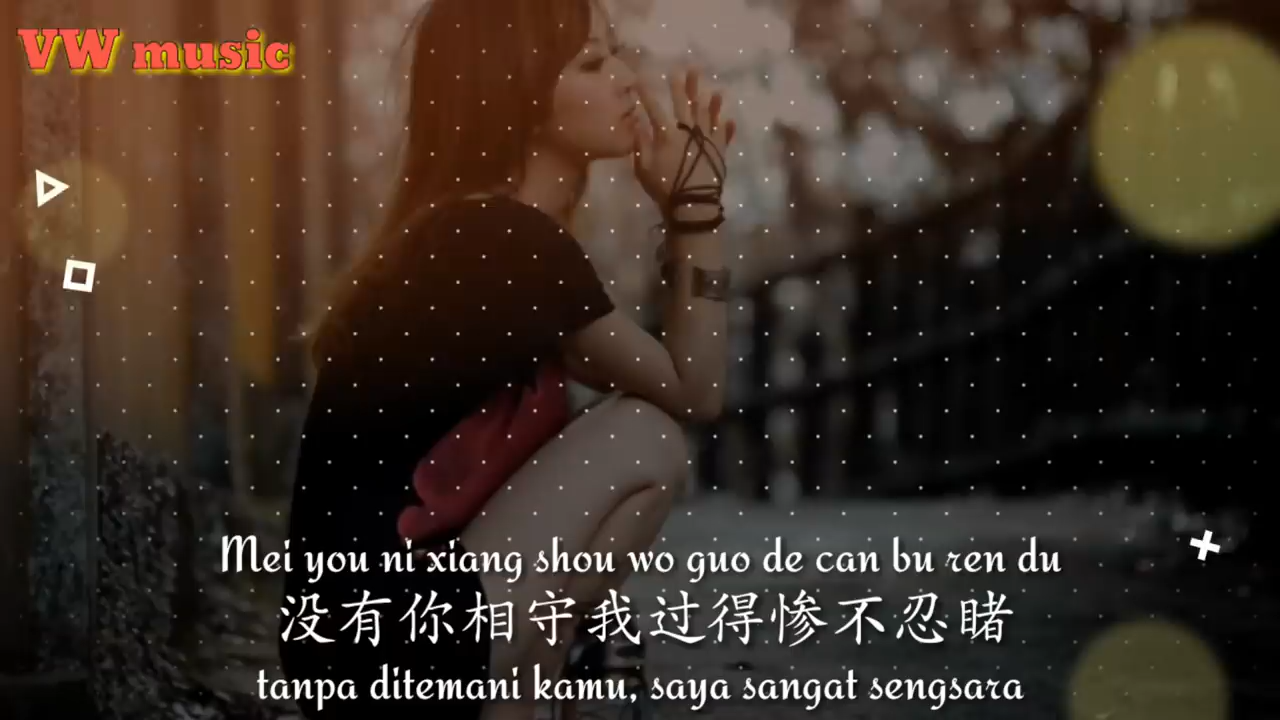 VW music
Mei you ni xiang shou wo guo de can bu ren du
没有你相守我过得惨不忍睹
tanpa ditemani kamu, saya sangat sengsara